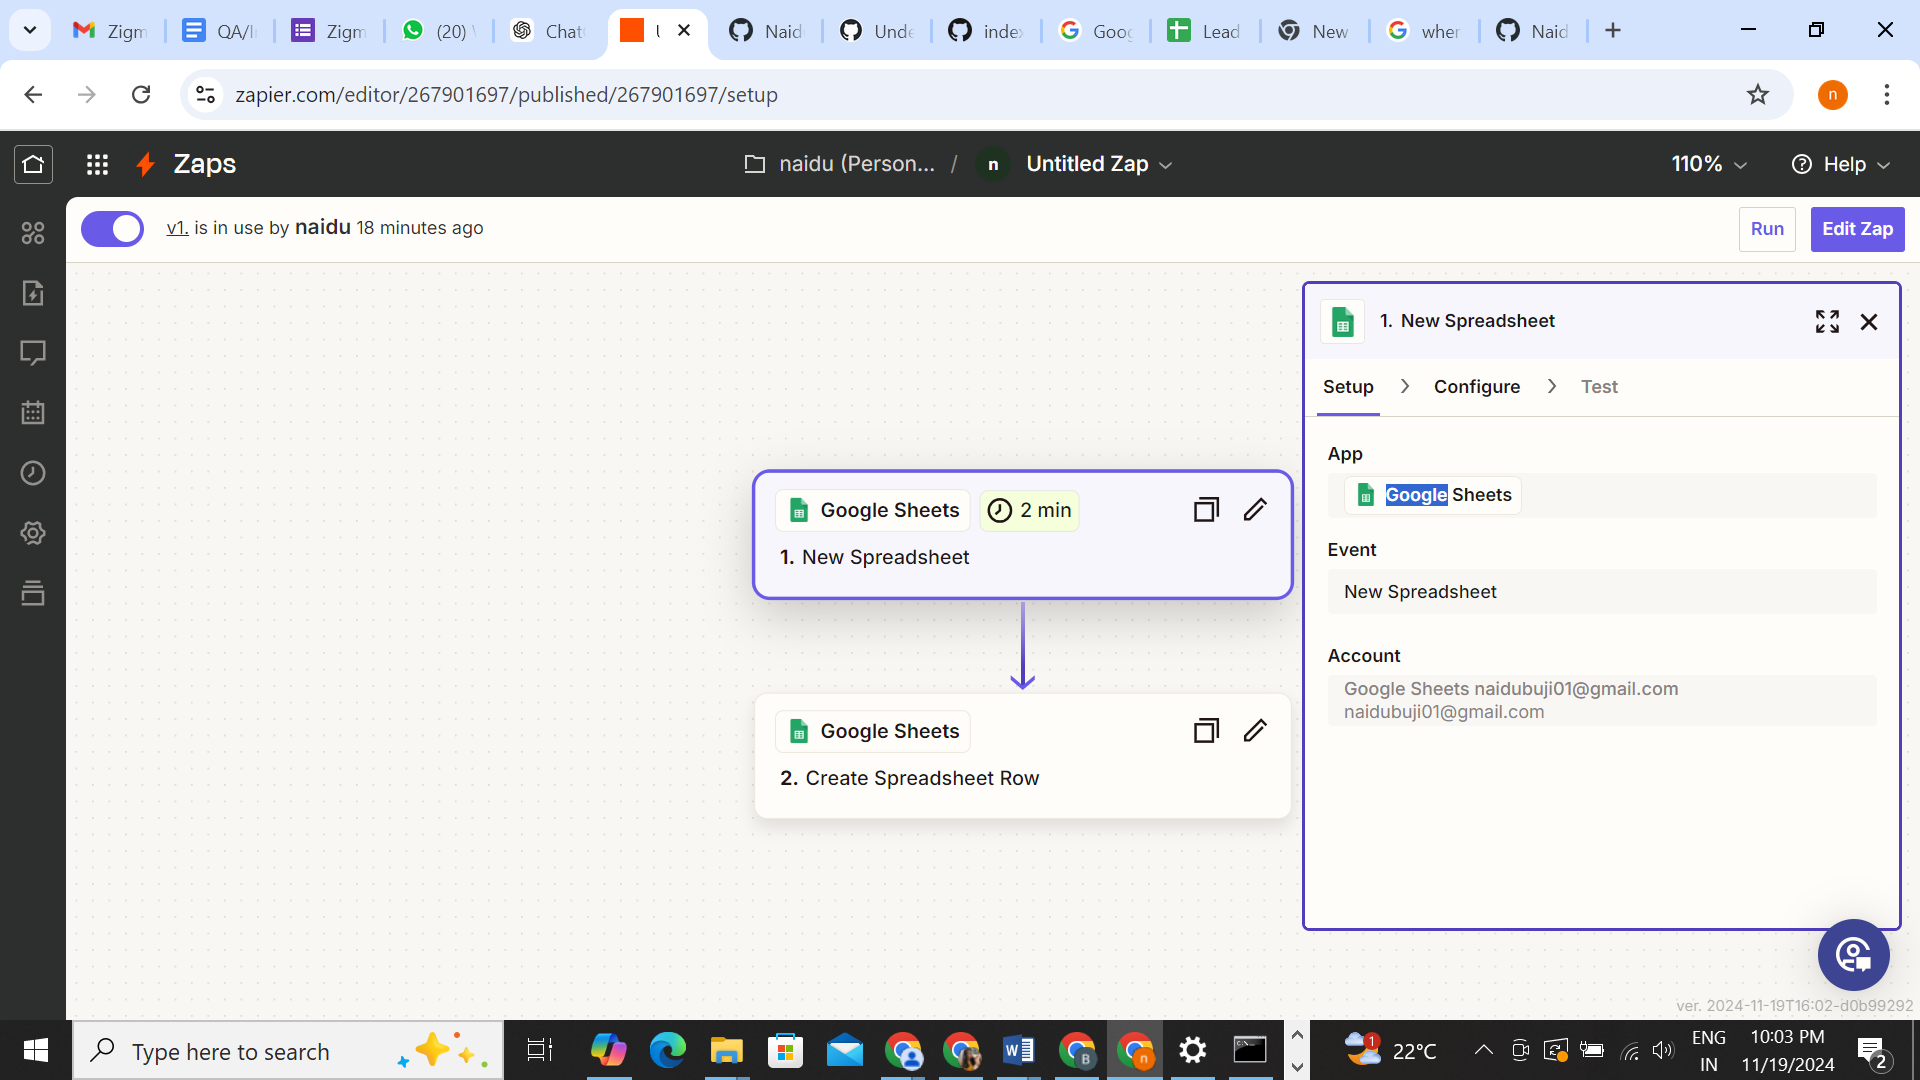 Zigm
QA/I
Zigm
(20)
Chat
Naid
Unde
index
Goog
Lead
New
wher
Naid
zapier.com/editor/267901697/published/267901697/setup
n
Zaps
naidu (Person... / n Untitled Zap
110%
Help
v1. is in use by naidu 18 minutes ago
Run
Edit Zap
1. New Spreadsheet
Setup
Configure
Test
App
Google Sheets
Event
New Spreadsheet
Account
Google Sheets naidubuji01@gmail.com
naidubuji01@gmail.com
Google Sheets
2 min
1. New Spreadsheet
Google Sheets
2. Create Spreadsheet Row
ver. 2024-11-19T16:02-d0b99292
Type here to search
B
n
1
22°C
ENG
IN
10:03 PM
11/19/2024
2